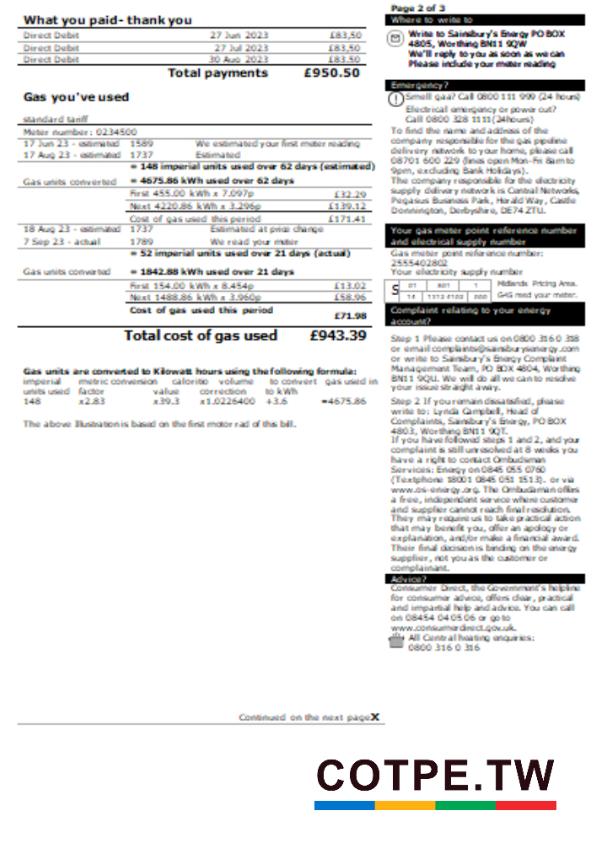 What you paid- thank you
Direct Debit 27 Jun 2023 £83,50
Direct Debit 27 Jul 2023 £83,50
Direct Debit 30 Aug 2023 £83.50
Total payments £950.50
Gas you've used
standard tariff
Meter number: 0234500
17 Jun 23 - estimated 1589 We estimated your first meter reading
17 Aug 23 - estimated 1737 Estimated
= 148 imperial units used over 62 days (estimated)
Gas units converted = 4675.86 kWh used over 62 days
First 455.00 kWh x 7.097p £32.29
Next 4220.86 kWh x 3.296p £139.12
Cost of gas used this period £171.41
18 Aug 23 - estimated 1737 Estimated at price change
7 Sep 23 - actual 1789 We read your meter
= 52 imperial units used over 21 days (actual)
Gas units converted = 1842.88 kWh used over 21 days
First 154.00 kWh x 8.454p £13.02
Next 1488.86 kWh x 3.960p £58.96
Cost of gas used this period £71.98
Total cost of gas used £943.39
Gas units are converted to Kilowatt hours using the following formula:
imperial metric conversion calorific volume to convert gas used in
units used factor value correction to kWh
148 x2.83 x39.3 x1.0226400 +3.6 =4675.86
The above Illustration is based on the first motor rad of this bill.
Continued on the next pageX
Page 2 of 3
Where to write to
Write to Sainsbury's Energy PO BOX
4805, Worthing BN11 9QW
We'll reply to you as soon as we can
Please include your meter reading
Emergency?
Smell gaa? Call 0800 111 999 (24 hours)
Electrical emergency or power cut?
Call 0800 328 1111(24hours)
To find the name and address of the
company responsible for the gas pipeline
delivery network to your home, please call
08701 600 229 (lines open Mon-Fri 8am to
9pm, excluding Bank Holidays).
The company responsible for the electricity
supply delivery network is Central Networks,
Pegasus Business Park, Herald Way, Castle
Donnington, Derbyshire, DE74 ZTU.
Your gas meter point reference number
and electrical supply number
Gas meter point reference number:
2555402802
Your electricity supply number
S 01 801 1 Midlands Pricing Area.
14 1312 4102 000 GHG read your meter.
Complaint relating to your energy
account?
Step 1 Please contact us on 0800 316 0 318
or email complaints@sainsburysenergy.com
or write to Sainsbury's Energy Complaint
Management Team, PO BOX 4804, Worthing
BN11 9QU. We will do all we can to resolve
your issue straight away.
Step 2 If you remain dissatisfied, please
write to: Lynda Campbell, Head of
Complaints, Sainsbury's Energy, PO BOX
4803, Worthing BN11 9QT.
If you have followed steps 1 and 2, and your
complaint is still unresolved at 8 weeks you
have a right to contact Ombudsman
Services: Energy on 0845 055 0760
(Textphone 18001 0845 051 1513). or via
www.os-energy.org. The Ombudsman offers
a free, independent service where customer
and supplier cannot reach final resolution.
They may require us to take practical action
that may benefit you, offer an apology or
explanation, and/or make a financial award.
Their final decision is binding on the energy
supplier, not you as the customer or
complainant.
Advice?
Consumer Direct, the Government's helpline
for consumer advice, offers clear, practical
and impartial help and advice. You can call
on 08454 04 05 06 or go to
www.consumerdirect.gov.uk.
All Central heating enquiries:
0800 316 0 316
COTPE.TW